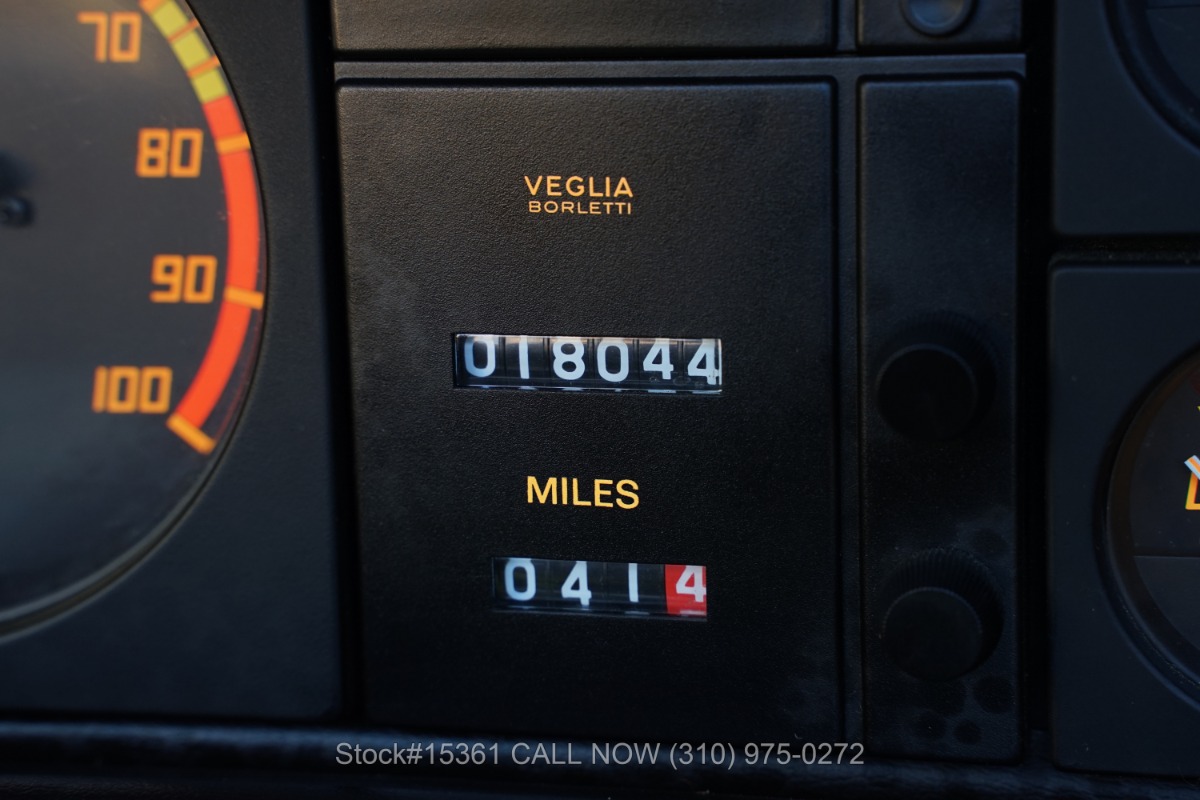 70
80
90
100
VEGLIA
BORLETTI
018044
MILES
0414
Stock#15361 CALL NOW (310) 975-0272